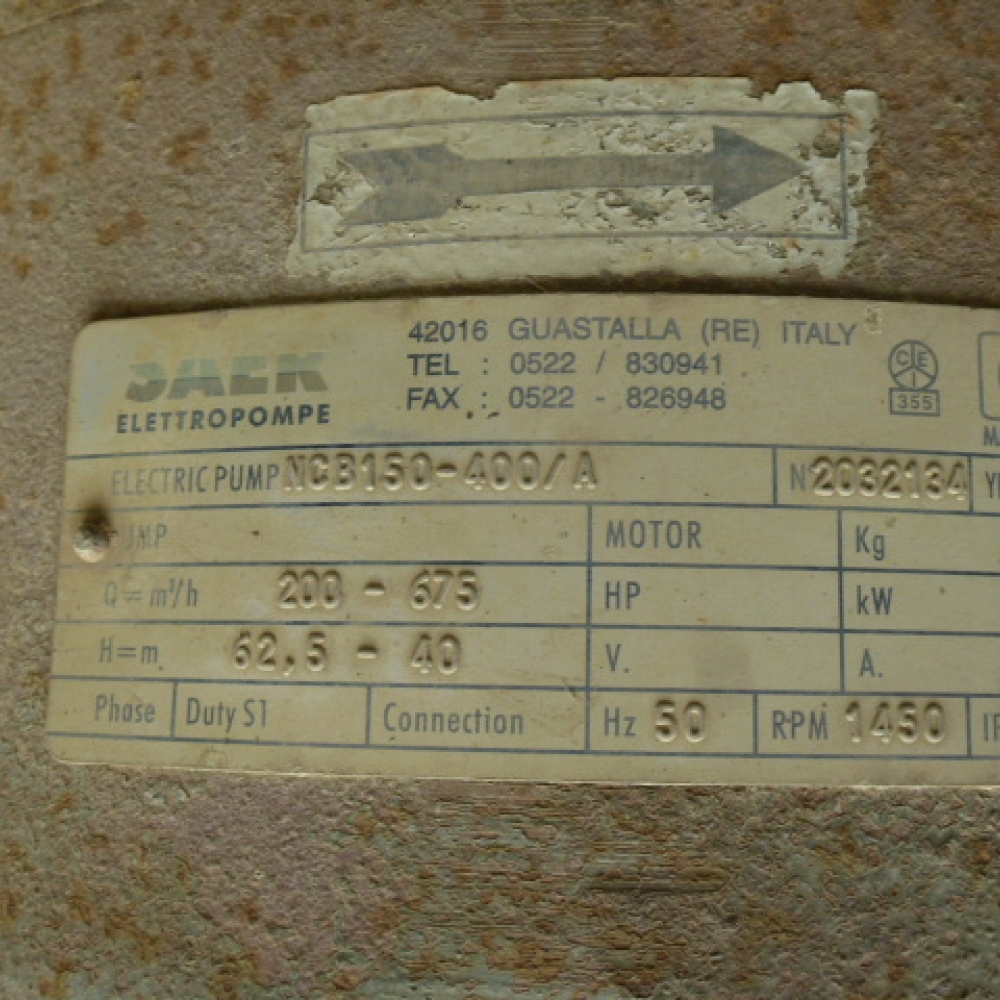 42016 GUASTALLA (RE) ITALY
SAER
ELETTROPOMPE
TEL : 0522 / 830941
FAX : 0522 - 826948
355
ELECTRIC PUMP NCB150-400/A N 2032134
MOTOR Kg
Q=m³/h 200 - 675 HP kW
H=m. 62,5 - 40 V. A.
Phase Duty S1 Connection Hz 50 RPM 1450